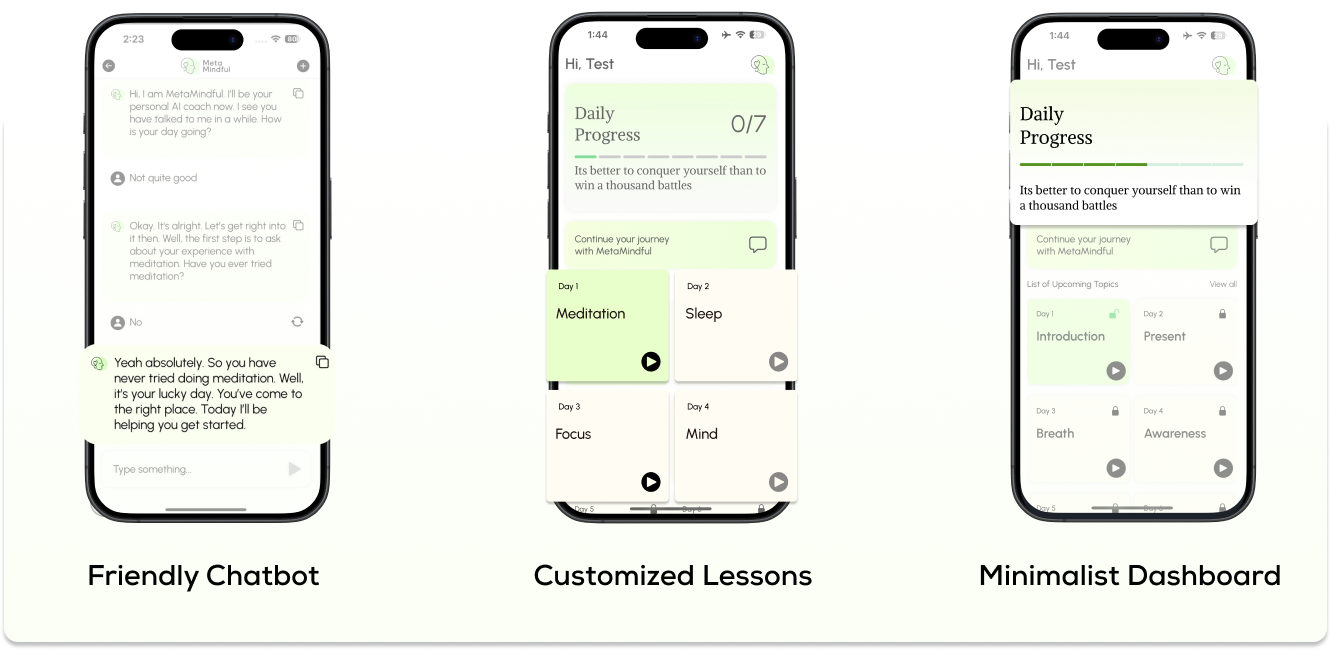 2:23
80
Meta
Mindful
Hi, I am MetaMindful. I'll be your
personal AI coach now. I see you
have talked to me in a while. How
is your day going?
Not quite good
Okay. It's alright. Let's get right into
it then. Well, the first step is to ask
about your experience with
meditation. Have you ever tried
meditation?
No
Yeah absolutely. So you have
never tried doing meditation. Well,
it's your lucky day. You've come to
the right place. Today I'll be
helping you get started.
Type something...
Friendly Chatbot
1:44
Hi, Test
Daily
Progress
0/7
Its better to conquer yourself than to
win a thousand battles
Continue your journey
with MetaMindful
Day 1
Meditation
Day 2
Sleep
Day 3
Focus
Day 4
Mind
Day 5
Day 6
Customized Lessons
1:44
Hi, Test
Daily
Progress
Its better to conquer yourself than to win
a thousand battles
Continue your journey
with MetaMindful
List of Upcoming Topics
View all
Day 1
Introduction
Day 2
Present
Day 3
Breath
Day 4
Awareness
Day 5
Day 6
Minimalist Dashboard